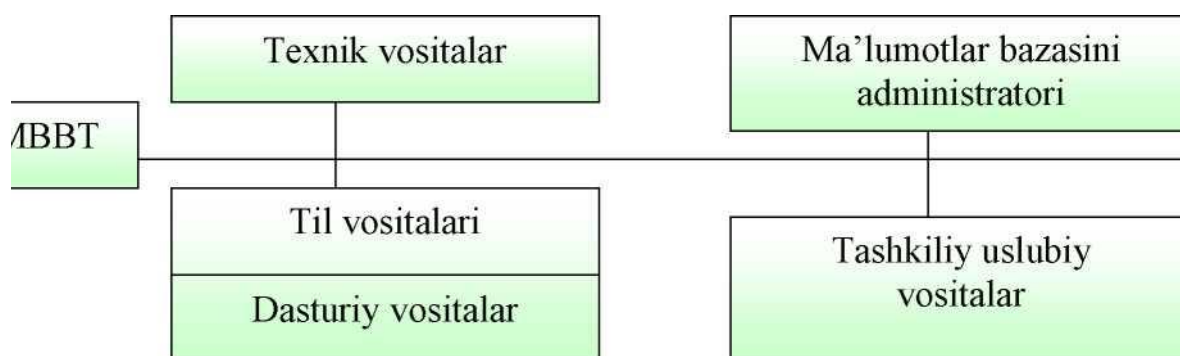 Texnik vositalar
Ma’lumotlar bazasini
administratori
MBBT
Til vositalari
Dasturiy vositalar
Tashkiliy uslubiy
vositalar